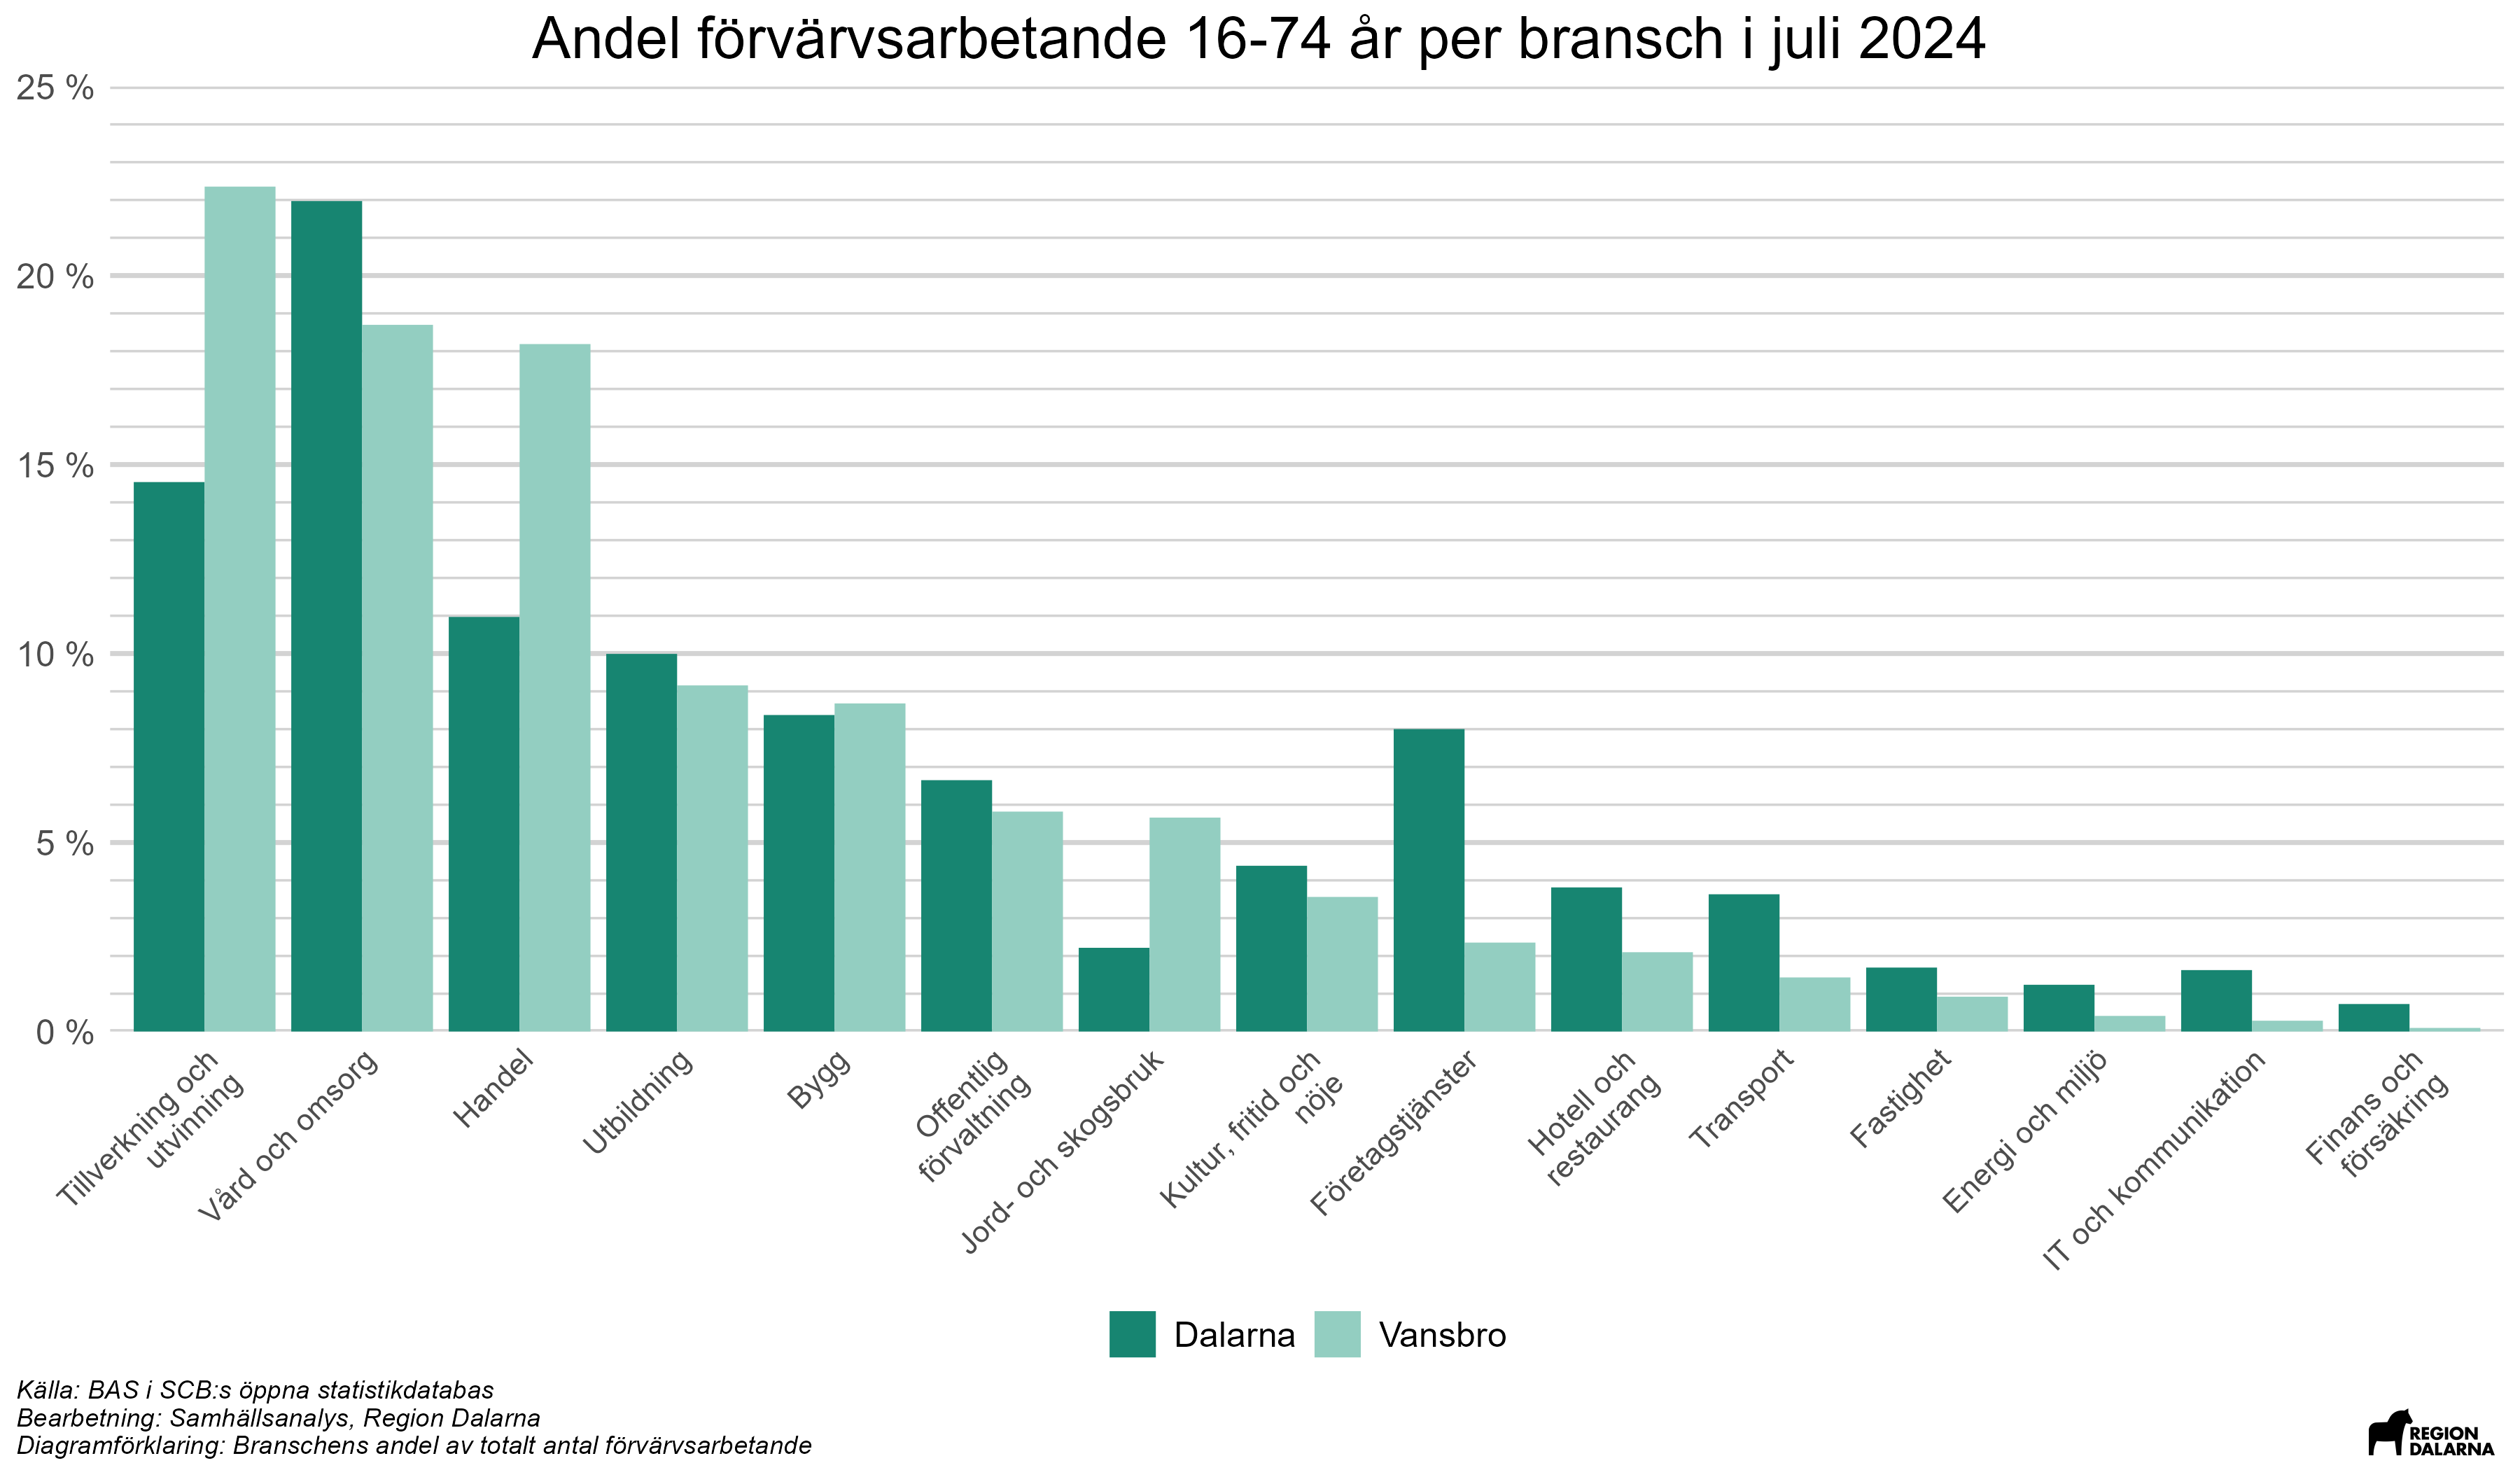 Andel förvärvsarbetande 16-74 år per bransch i juli 2024
25 %
20 %
15 %
10 %
5 %
0 %
Tillverkning och
utvinning
Vård och omsorg
Handel
Utbildning
Bygg
Offentlig
förvaltning
Jord- och skogsbruk
Kultur, fritid och
nöje
Företagstjänster
Hotell och
restaurang
Transport
Fastighet
Energi och miljö
IT och kommunikation
Finans och
försäkring
Dalarna
Vansbro
Källa: BAS i SCB:s öppna statistikdatabas
Bearbetning: Samhällsanalys, Region Dalarna
Diagramförklaring: Branschens andel av totalt antal förvärvsarbetande
REGION
DALARNA